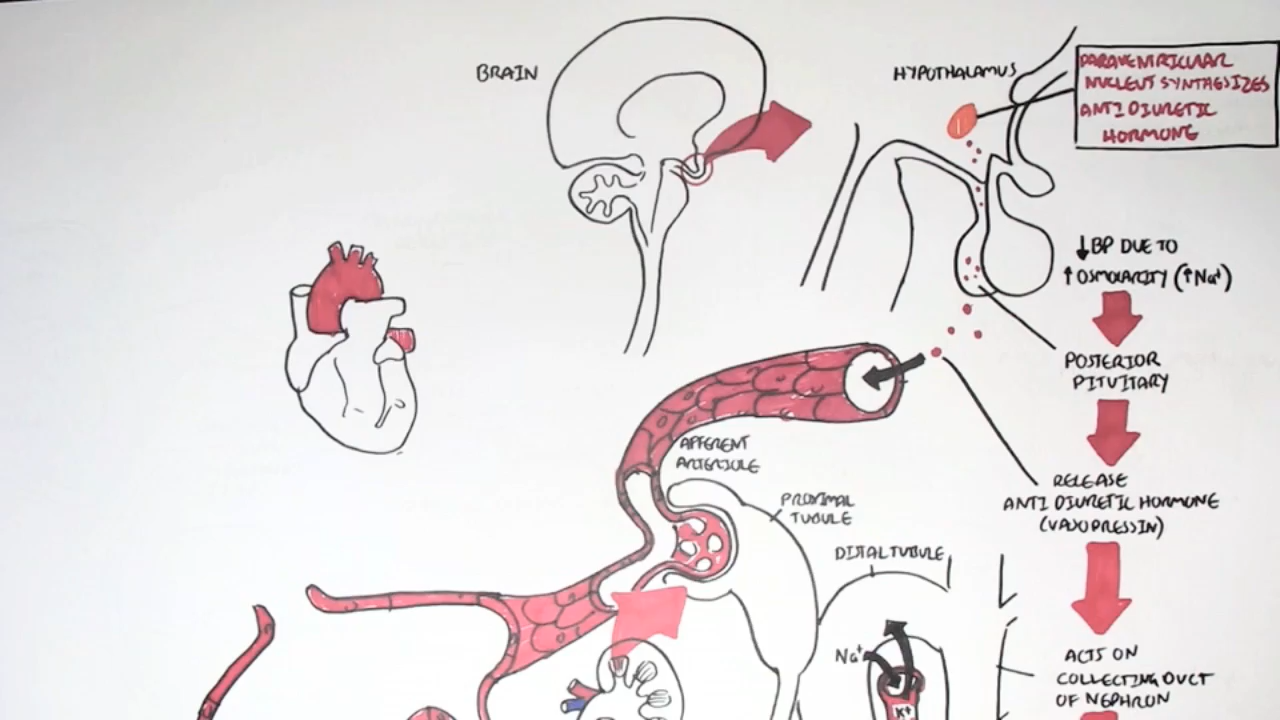 BRAIN
HYPOTHALAMUS
PARAVENTRICULAR
NUCLEUS SYNTHESIZES
ANTI DIURETIC
HORMONE
↓BP DUE TO
↑OSMOLARITY (↑Na⁺)
POSTERIOR
PITUITARY
AFFERENT
ARTERIOLE
PROXIMAL
TUBULE
RELEASE
ANTI DIURETIC HORMONE
(VASOPRESSIN)
DISTAL TUBULE
Na⁺
K⁺
ACTS ON
COLLECTING DUCT
OF NEPHRON